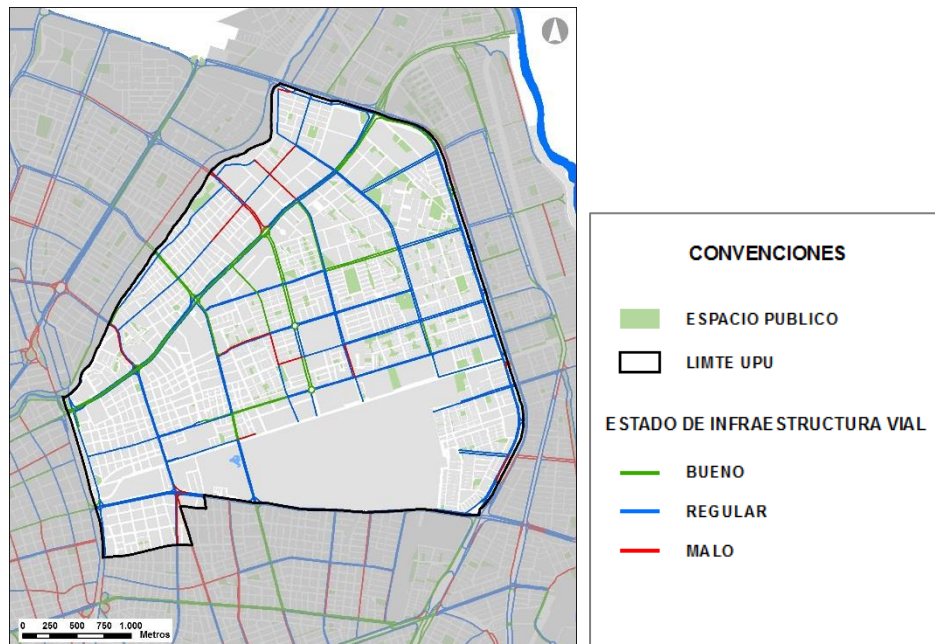 0 250 500 750 1.000
Metros
CONVENCIONES
ESPACIO PUBLICO
LIMTE UPU
ESTADO DE INFRAESTRUCTURA VIAL
BUENO
REGULAR
MALO